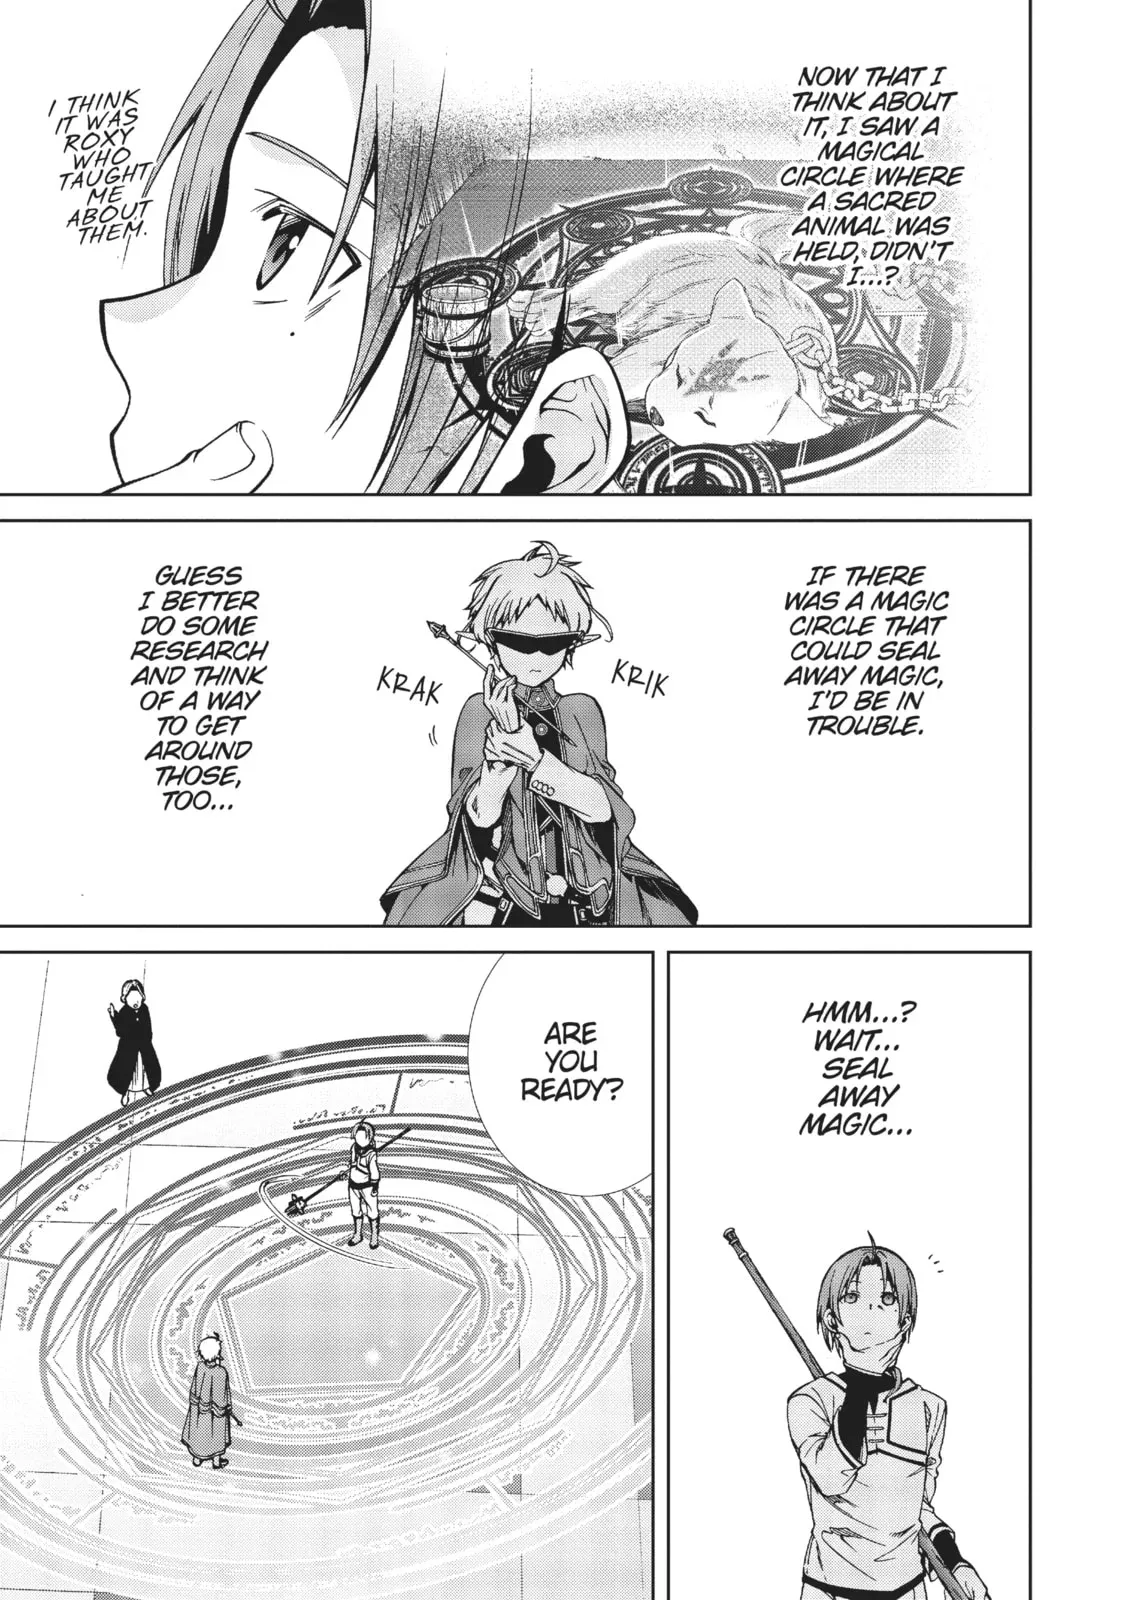 NOW THAT I
THINK ABOUT
IT, I SAW A
MAGICAL
CIRCLE WHERE
A SACRED
ANIMAL WAS
HELD, DIDN'T
I...?
I THINK
IT WAS
ROXY
WHO
TAUGHT
ME
ABOUT
THEM.
IF THERE
WAS A MAGIC
CIRCLE THAT
COULD SEAL
AWAY MAGIC,
I'D BE IN
TROUBLE.
KRIK
KRAK
GUESS
I BETTER
DO SOME
RESEARCH
AND THINK
OF A WAY
TO GET
AROUND
THOSE,
TOO...
HMM...?
WAIT...
SEAL
AWAY
MAGIC...
ARE
YOU
READY?